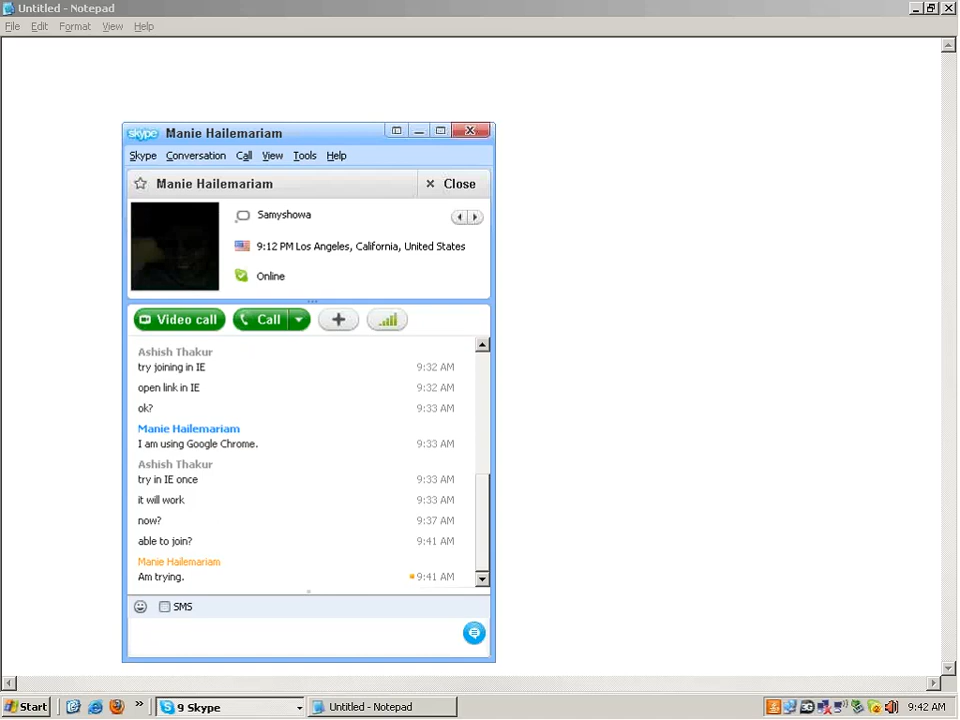 Untitled - Notepad
File Edit Format View Help
skype Manie Hailemariam
Skype Conversation Call View Tools Help
Manie Hailemariam × Close
Samyshowa
9:12 PM Los Angeles, California, United States
Online
Video call Call
Ashish Thakur
try joining in IE 9:32 AM
open link in IE 9:32 AM
ok? 9:33 AM
Manie Hailemariam
I am using Google Chrome. 9:33 AM
Ashish Thakur
try in IE once 9:33 AM
it will work 9:33 AM
now? 9:37 AM
able to join? 9:41 AM
Manie Hailemariam
Am trying. 9:41 AM
SMS
Start » 9 Skype Untitled - Notepad 9:42 AM